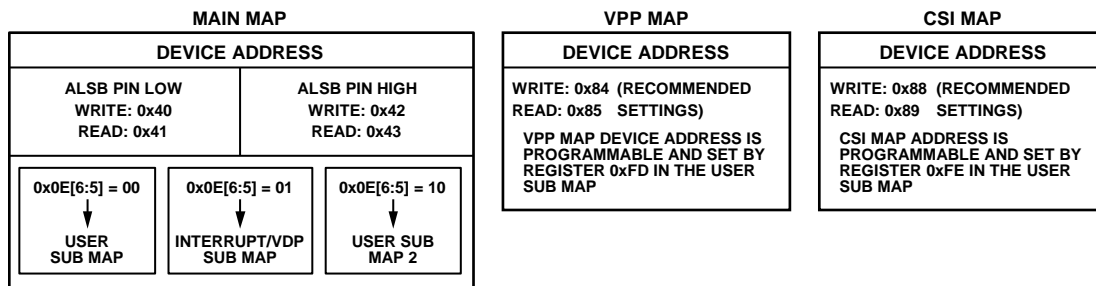 MAIN MAP
DEVICE ADDRESS
ALSB PIN LOW
WRITE: 0x40
READ: 0x41
ALSB PIN HIGH
WRITE: 0x42
READ: 0x43
0x0E[6:5] = 00
USER
SUB MAP
0x0E[6:5] = 01
INTERRUPT/VDP
SUB MAP
0x0E[6:5] = 10
USER SUB
MAP 2
VPP MAP
DEVICE ADDRESS
WRITE: 0x84 (RECOMMENDED
READ: 0x85 SETTINGS)
VPP MAP DEVICE ADDRESS IS
PROGRAMMABLE AND SET BY
REGISTER 0xFD IN THE USER
SUB MAP
CSI MAP
DEVICE ADDRESS
WRITE: 0x88 (RECOMMENDED
READ: 0x89 SETTINGS)
CSI MAP ADDRESS IS
PROGRAMMABLE AND SET BY
REGISTER 0xFE IN THE USER
SUB MAP